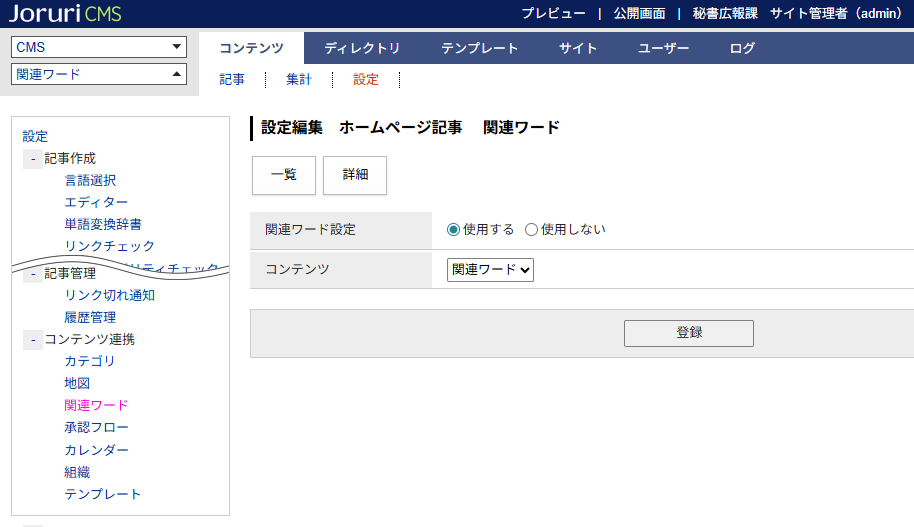 Joruri CMS
プレビュー | 公開画面 | 秘書広報課 サイト管理者（admin）
CMS
関連ワード
コンテンツ ディレクトリ テンプレート サイト ユーザー ログ
記事 集計 設定
設定
- 記事作成
言語選択
エディター
単語変換辞書
リンクチェック
リティチェック
- 記事管理
リンク切れ通知
履歴管理
- コンテンツ連携
カテゴリ
地図
関連ワード
承認フロー
カレンダー
組織
テンプレート
設定編集 ホームページ記事 関連ワード
一覧 詳細
関連ワード設定 使用する 使用しない
コンテンツ 関連ワード
登録